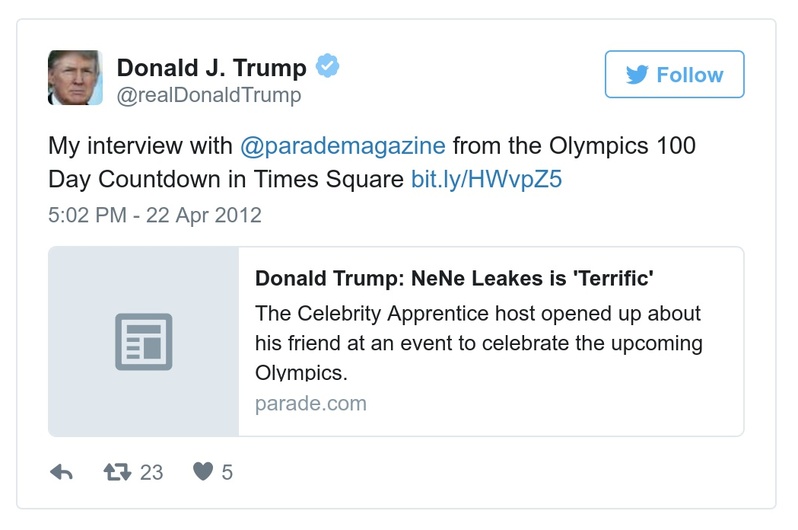 Donald J. Trump
@realDonaldTrump
Follow
My interview with @parademagazine from the Olympics 100
Day Countdown in Times Square bit.ly/HWvpZ5
5:02 PM - 22 Apr 2012
Donald Trump: NeNe Leakes is 'Terrific'
The Celebrity Apprentice host opened up about
his friend at an event to celebrate the upcoming
Olympics.
parade.com
23 5